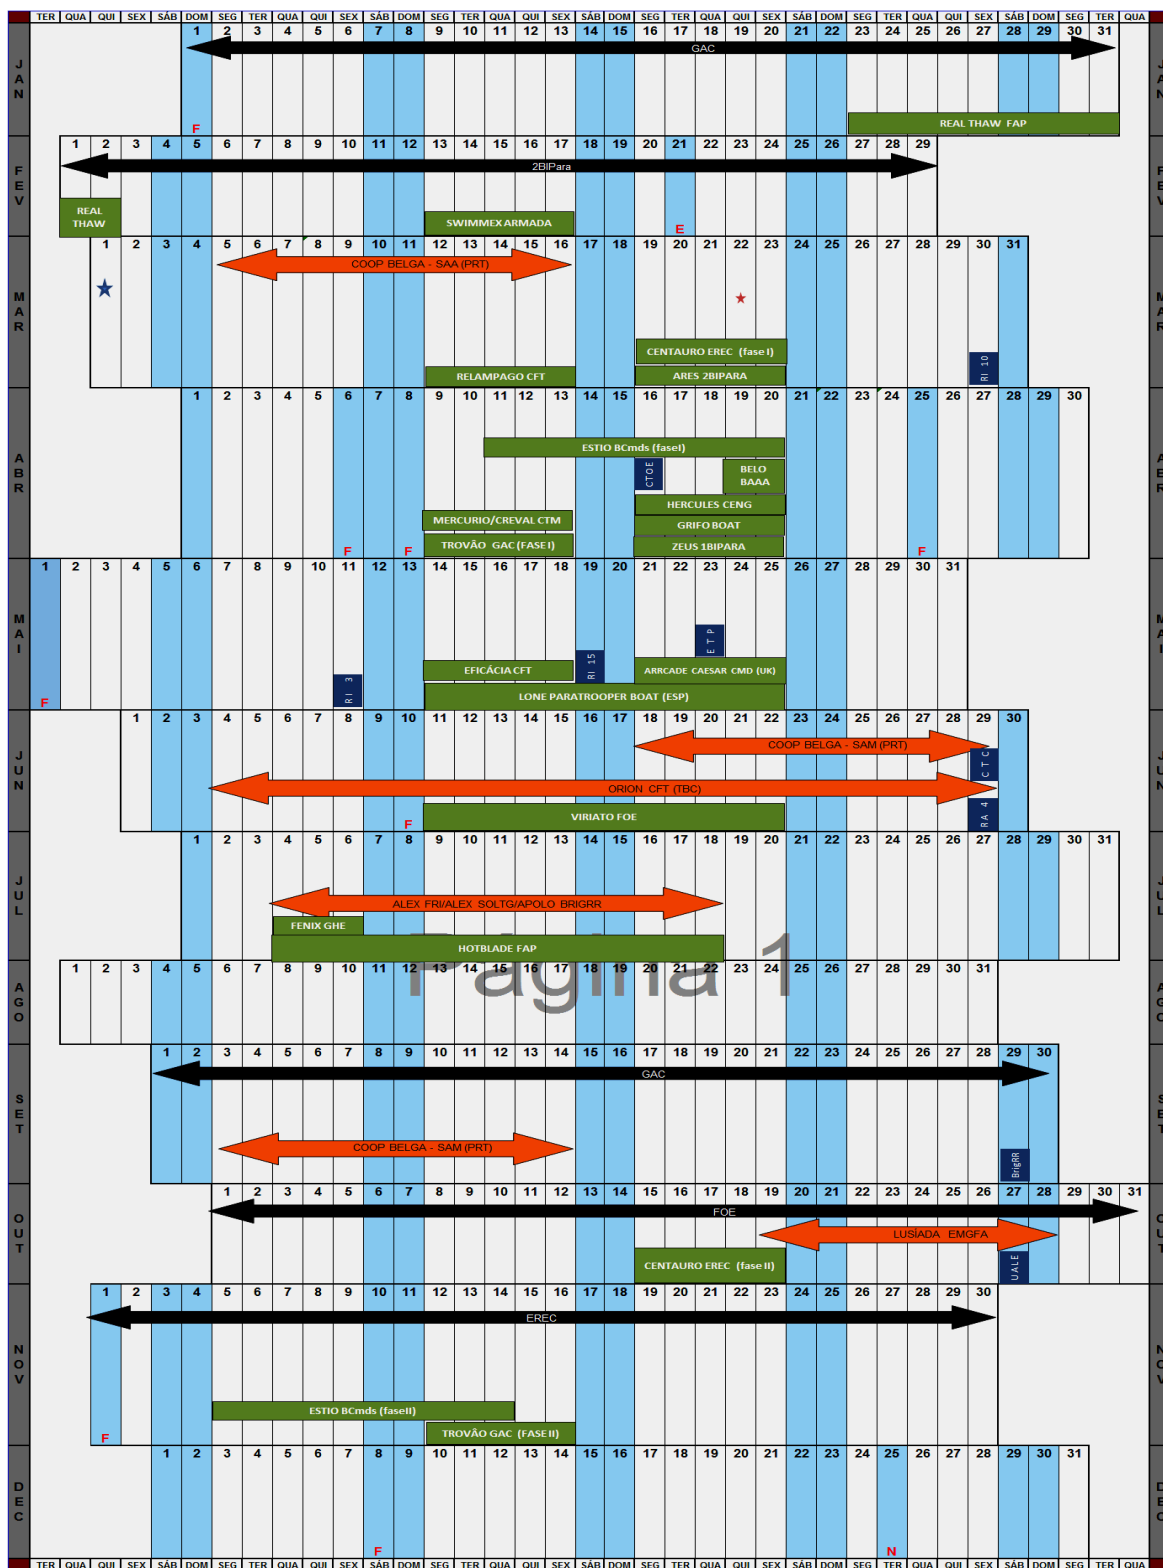 TER QUA QUI SEX SÁB DOM SEG TER QUA QUI SEX SÁB DOM SEG TER QUA QUI SEX SÁB DOM SEG TER QUA QUI SEX SÁB DOM SEG TER QUA QUI SEX SÁB DOM SEG TER QUA
JAN 1 2 3 4 5 6 7 8 9 10 11 12 13 14 15 16 17 18 19 20 21 22 23 24 25 26 27 28 29 30 31 JAN
GAC
REAL THAW FAP
F
FEV 1 2 3 4 5 6 7 8 9 10 11 12 13 14 15 16 17 18 19 20 21 22 23 24 25 26 27 28 29 FEV
2BIPara
REAL
THAW
SWIMMEX ARMADA
E
MAR 1 2 3 4 5 6 7 8 9 10 11 12 13 14 15 16 17 18 19 20 21 22 23 24 25 26 27 28 29 30 31 MAR
COOP BELGA - SAA (PRT)
CENTAURO EREC (fase I)
RI 10
RELAMPAGO CFT
ARES 2BIPARA
ABR 1 2 3 4 5 6 7 8 9 10 11 12 13 14 15 16 17 18 19 20 21 22 23 24 25 26 27 28 29 30 ABR
ESTIO BCmds (faseI)
CTOE
BELO
BAAA
HERCULES CENG
MERCURIO/CREVAL CTM
GRIFO BOAT
TROVÃO GAC (FASE I)
ZEUS 1BIPARA
F F F
MAI 1 2 3 4 5 6 7 8 9 10 11 12 13 14 15 16 17 18 19 20 21 22 23 24 25 26 27 28 29 30 31 MAI
ETP
RI 15
EFICÁCIA CFT
ARRCADE CAESAR CMD (UK)
RI 3
LONE PARATROOPER BOAT (ESP)
F
JUN 1 2 3 4 5 6 7 8 9 10 11 12 13 14 15 16 17 18 19 20 21 22 23 24 25 26 27 28 29 30 JUN
COOP BELGA - SAM (PRT)
CTC
ORION CFT (TBC)
RA 4
VIRIATO FOE
F
JUL 1 2 3 4 5 6 7 8 9 10 11 12 13 14 15 16 17 18 19 20 21 22 23 24 25 26 27 28 29 30 31 JUL
ALEX FRI/ALEX SOLTG/APOLO BRIGRR
FENIX GHE
HOTBLADE FAP
Página 1
AGO 1 2 3 4 5 6 7 8 9 10 11 12 13 14 15 16 17 18 19 20 21 22 23 24 25 26 27 28 29 30 31 AGO
SET 1 2 3 4 5 6 7 8 9 10 11 12 13 14 15 16 17 18 19 20 21 22 23 24 25 26 27 28 29 30 SET
GAC
COOP BELGA - SAM (PRT)
BrigRR
OUT 1 2 3 4 5 6 7 8 9 10 11 12 13 14 15 16 17 18 19 20 21 22 23 24 25 26 27 28 29 30 31 OUT
FOE
LUSÍADA EMGFA
CENTAURO EREC (fase II)
UALE
NOV 1 2 3 4 5 6 7 8 9 10 11 12 13 14 15 16 17 18 19 20 21 22 23 24 25 26 27 28 29 30 NOV
EREC
ESTIO BCmds (faseII)
TROVÃO GAC (FASE II)
F
DEC 1 2 3 4 5 6 7 8 9 10 11 12 13 14 15 16 17 18 19 20 21 22 23 24 25 26 27 28 29 30 31 DEC
F N
TER QUA QUI SEX SÁB DOM SEG TER QUA QUI SEX SÁB DOM SEG TER QUA QUI SEX SÁB DOM SEG TER QUA QUI SEX SÁB DOM SEG TER QUA QUI SEX SÁB DOM SEG TER QUA